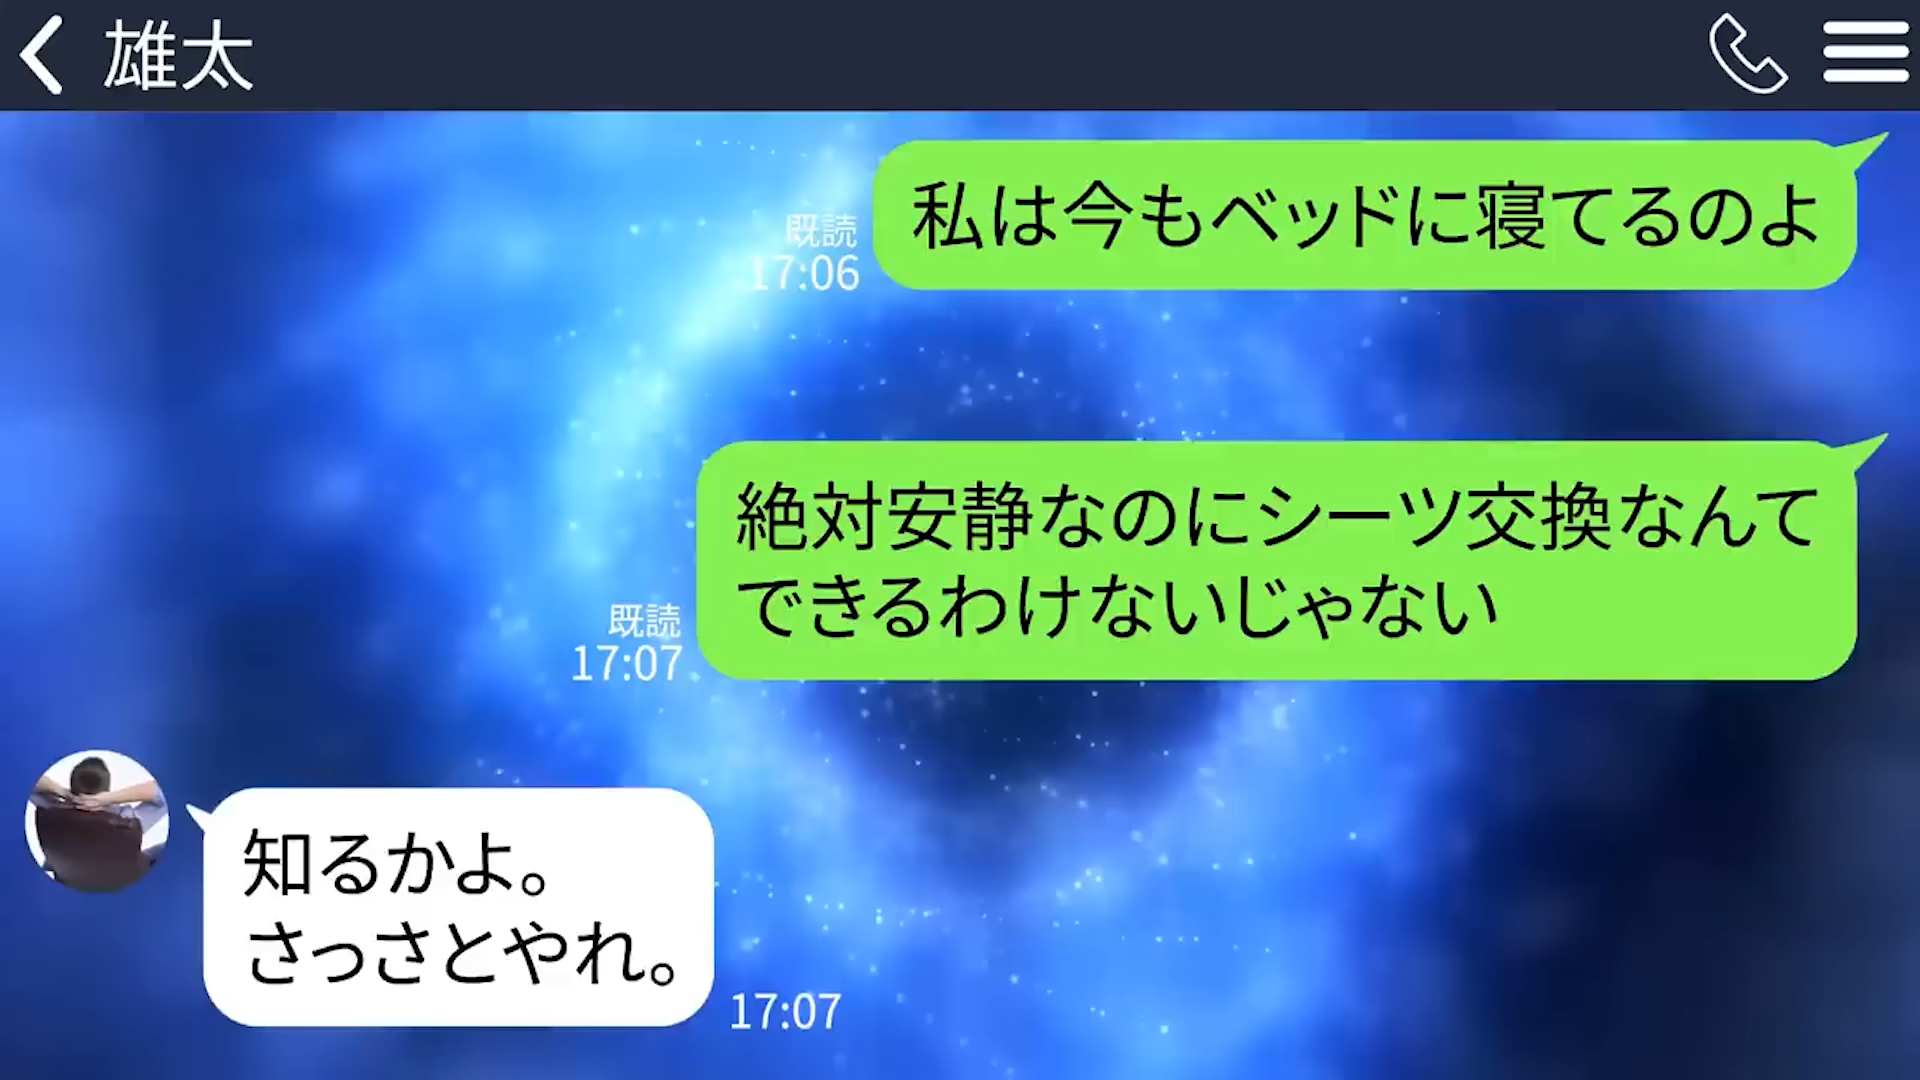 雄太
私は今もベッドに寝てるのよ
既読
17:06
絶対安静なのにシーツ交換なんて
できるわけないじゃない
既読
17:07
知るかよ。
さっさとやれ。
17:07